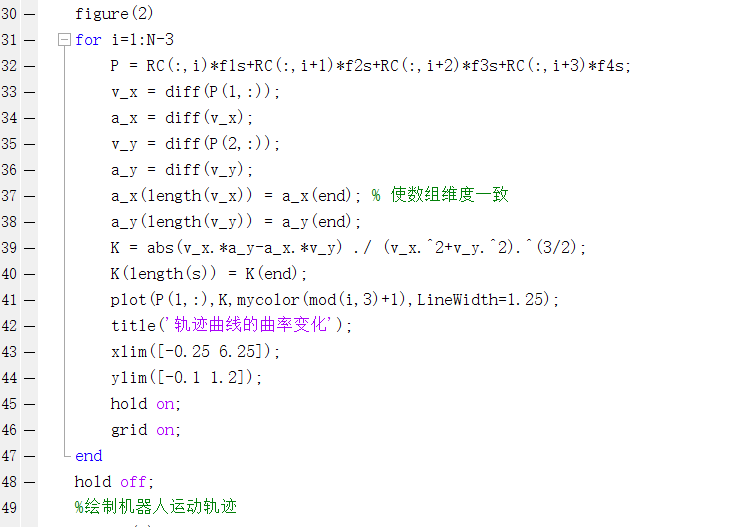 30 figure(2)
31 for i=1:N-3
32 P = RC(:,i)*f1s+RC(:,i+1)*f2s+RC(:,i+2)*f3s+RC(:,i+3)*f4s;
33 v_x = diff(P(1,:));
34 a_x = diff(v_x);
35 v_y = diff(P(2,:));
36 a_y = diff(v_y);
37 a_x(length(v_x)) = a_x(end); % 使数组维度一致
38 a_y(length(v_y)) = a_y(end);
39 K = abs(v_x.*a_y-a_x.*v_y) ./ (v_x.^2+v_y.^2).^(3/2);
40 K(length(s)) = K(end);
41 plot(P(1,:),K,mycolor(mod(i,3)+1),LineWidth=1.25);
42 title('轨迹曲线的曲率变化');
43 xlim([-0.25 6.25]);
44 ylim([-0.1 1.2]);
45 hold on;
46 grid on;
47 end
48 hold off;
49 %绘制机器人运动轨迹